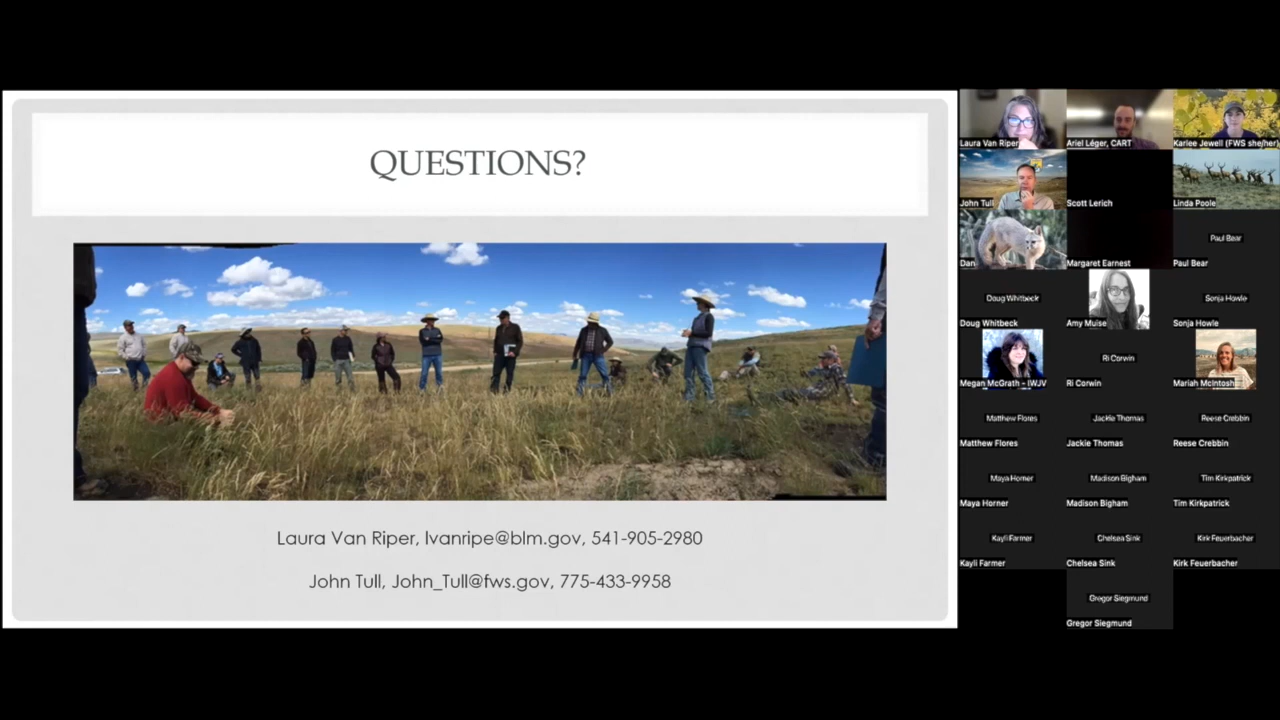 QUESTIONS?
Laura Van Riper, lvanripe@blm.gov, 541-905-2980
John Tull, John_Tull@fws.gov, 775-433-9958
Laura Van Riper
Ariel Léger, CART
Karlee Jewell (FWS she/her)
John Tull
Scott Lerich
Linda Poole
Paul Bear
Dan
Margaret Earnest
Paul Bear
Doug Whitbeck
Sonja Howle
Doug Whitbeck
Amy Muise
Sonja Howle
Ri Corwin
Megan McGrath - IWJV
Ri Corwin
Mariah McIntosh
Matthew Flores
Jackie Thomas
Reese Crebbin
Matthew Flores
Jackie Thomas
Reese Crebbin
Maya Horner
Madison Bigham
Tim Kirkpatrick
Maya Horner
Madison Bigham
Tim Kirkpatrick
Kayli Farmer
Chelsea Sink
Kirk Feuerbacher
Kayli Farmer
Chelsea Sink
Kirk Feuerbacher
Gregor Siegmund
Gregor Siegmund